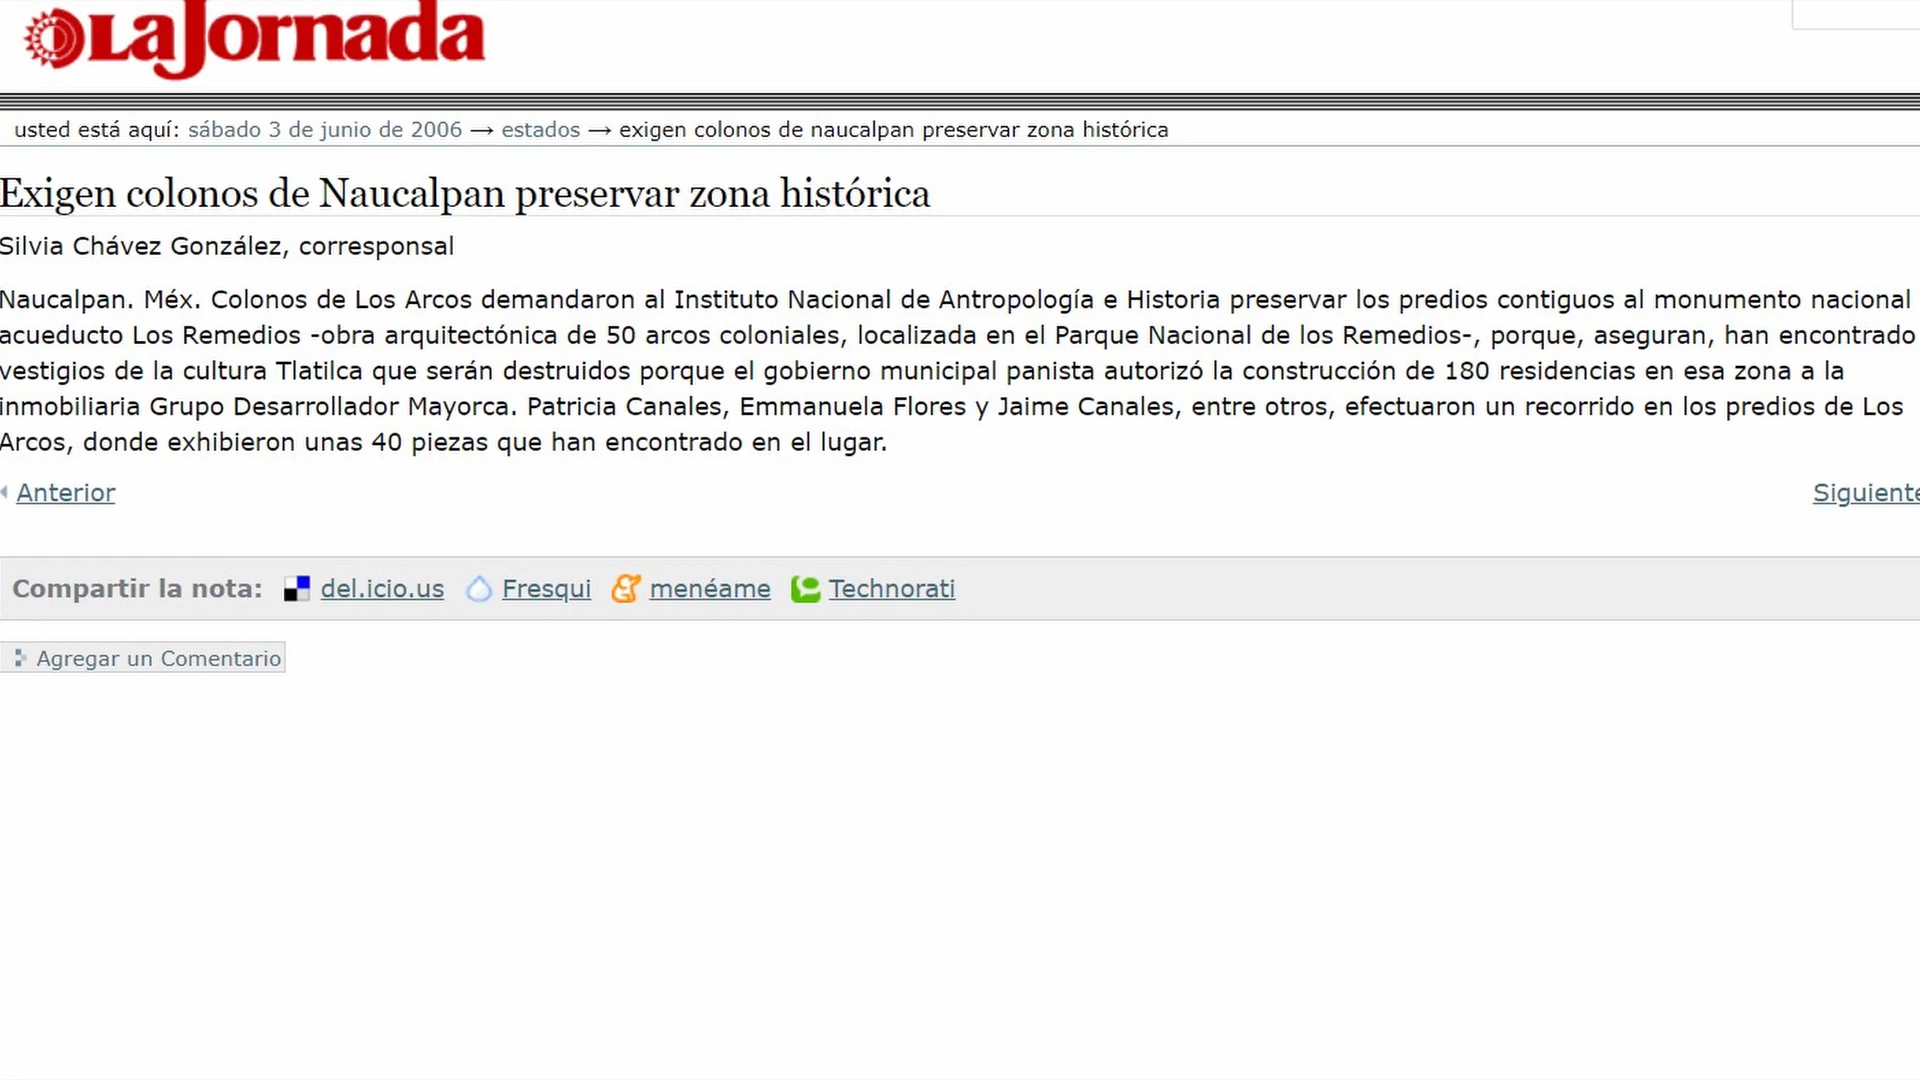 La Jornada
usted está aquí: sábado 3 de junio de 2006 → estados → exigen colonos de naucalpan preservar zona histórica
Exigen colonos de Naucalpan preservar zona histórica
Silvia Chávez González, corresponsal
Naucalpan. Méx. Colonos de Los Arcos demandaron al Instituto Nacional de Antropología e Historia preservar los predios contiguos al monumento nacional
acueducto Los Remedios -obra arquitectónica de 50 arcos coloniales, localizada en el Parque Nacional de los Remedios-, porque, aseguran, han encontrado
vestigios de la cultura Tlatilca que serán destruidos porque el gobierno municipal panista autorizó la construcción de 180 residencias en esa zona a la
inmobiliaria Grupo Desarrollador Mayorca. Patricia Canales, Emmanuela Flores y Jaime Canales, entre otros, efectuaron un recorrido en los predios de Los
Arcos, donde exhibieron unas 40 piezas que han encontrado en el lugar.
Anterior Siguiente
Compartir la nota: del.icio.us Fresqui menéame Technorati
Agregar un Comentario